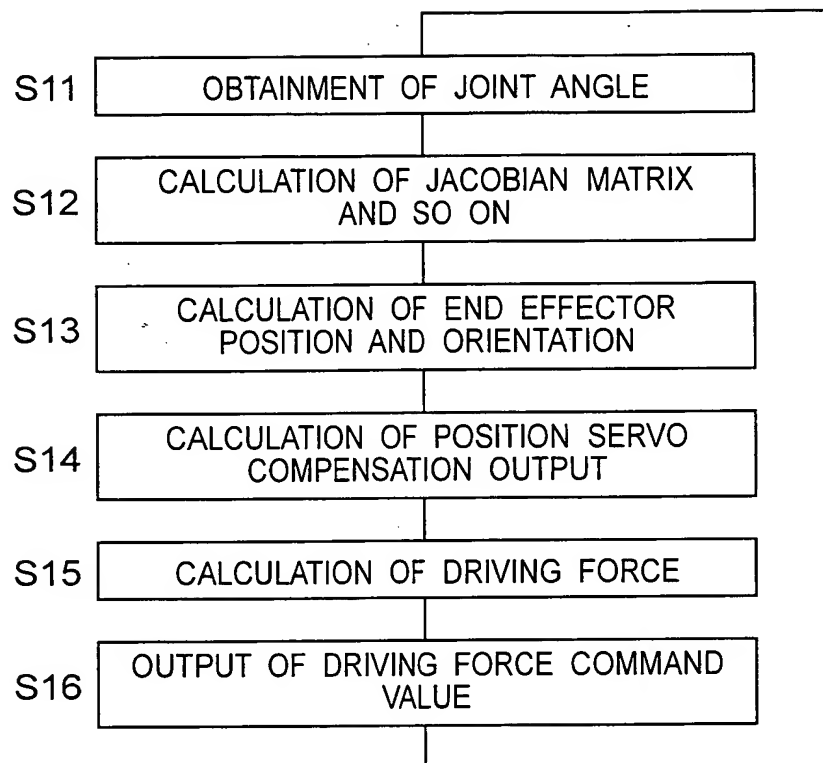 S11 OBTAINMENT OF JOINT ANGLE
S12 CALCULATION OF JACOBIAN MATRIX
AND SO ON
S13 CALCULATION OF END EFFECTOR
POSITION AND ORIENTATION
S14 CALCULATION OF POSITION SERVO
COMPENSATION OUTPUT
S15 CALCULATION OF DRIVING FORCE
S16 OUTPUT OF DRIVING FORCE COMMAND
VALUE